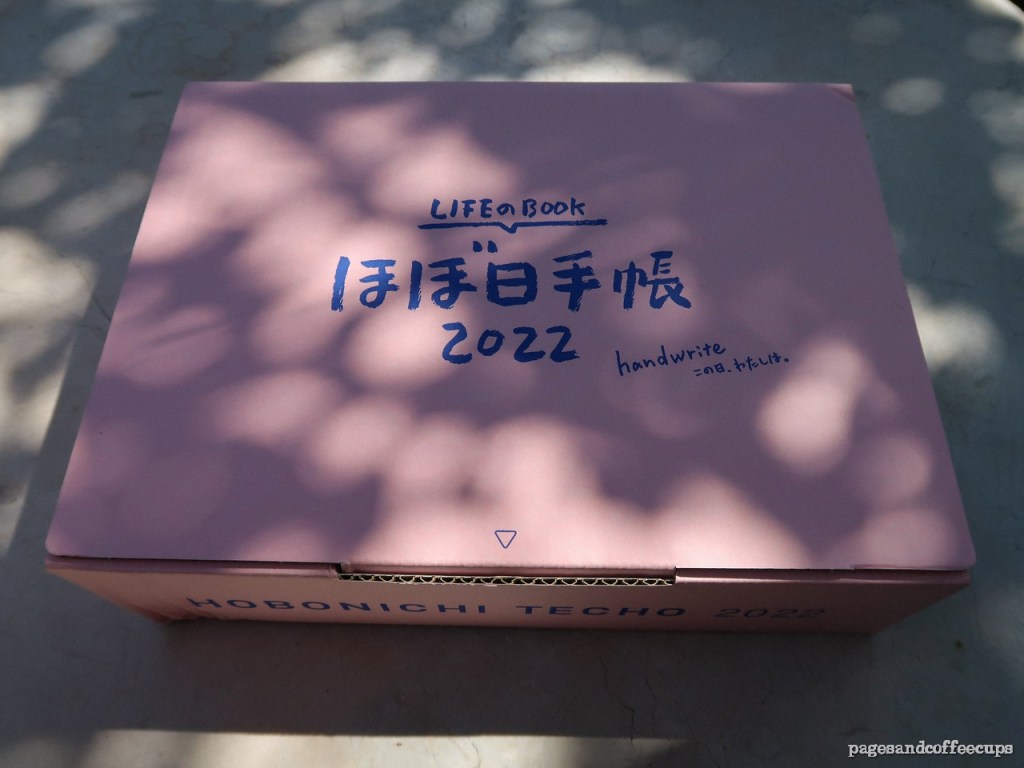 LIFEのBOOK
ほぼ日手帳
2022
handwrite
この日、わたしは。
HOBONICHI TECHO 2022
pagesandcoffeecups